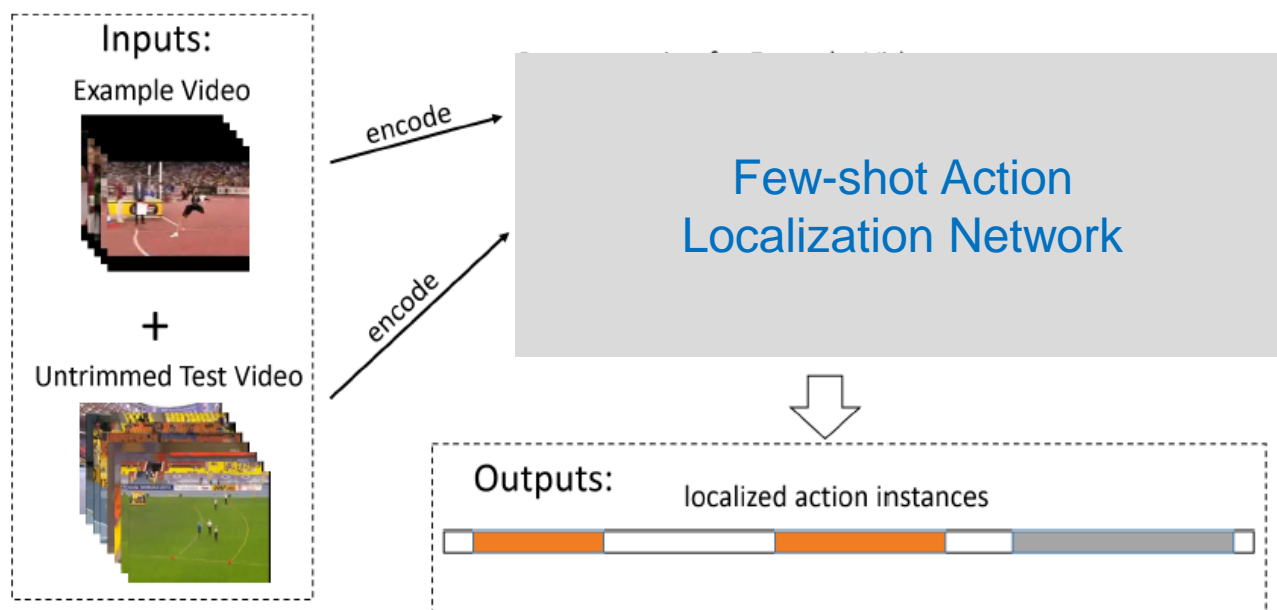 Inputs:
Example Video
encode
Few-shot Action
Localization Network
+
encode
Untrimmed Test Video
Outputs:
localized action instances